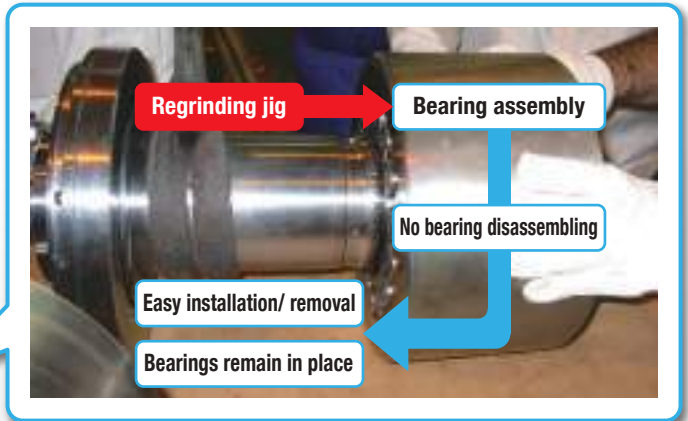 Regrinding jig
Bearing assembly
No bearing disassembling
Easy installation/ removal
Bearings remain in place